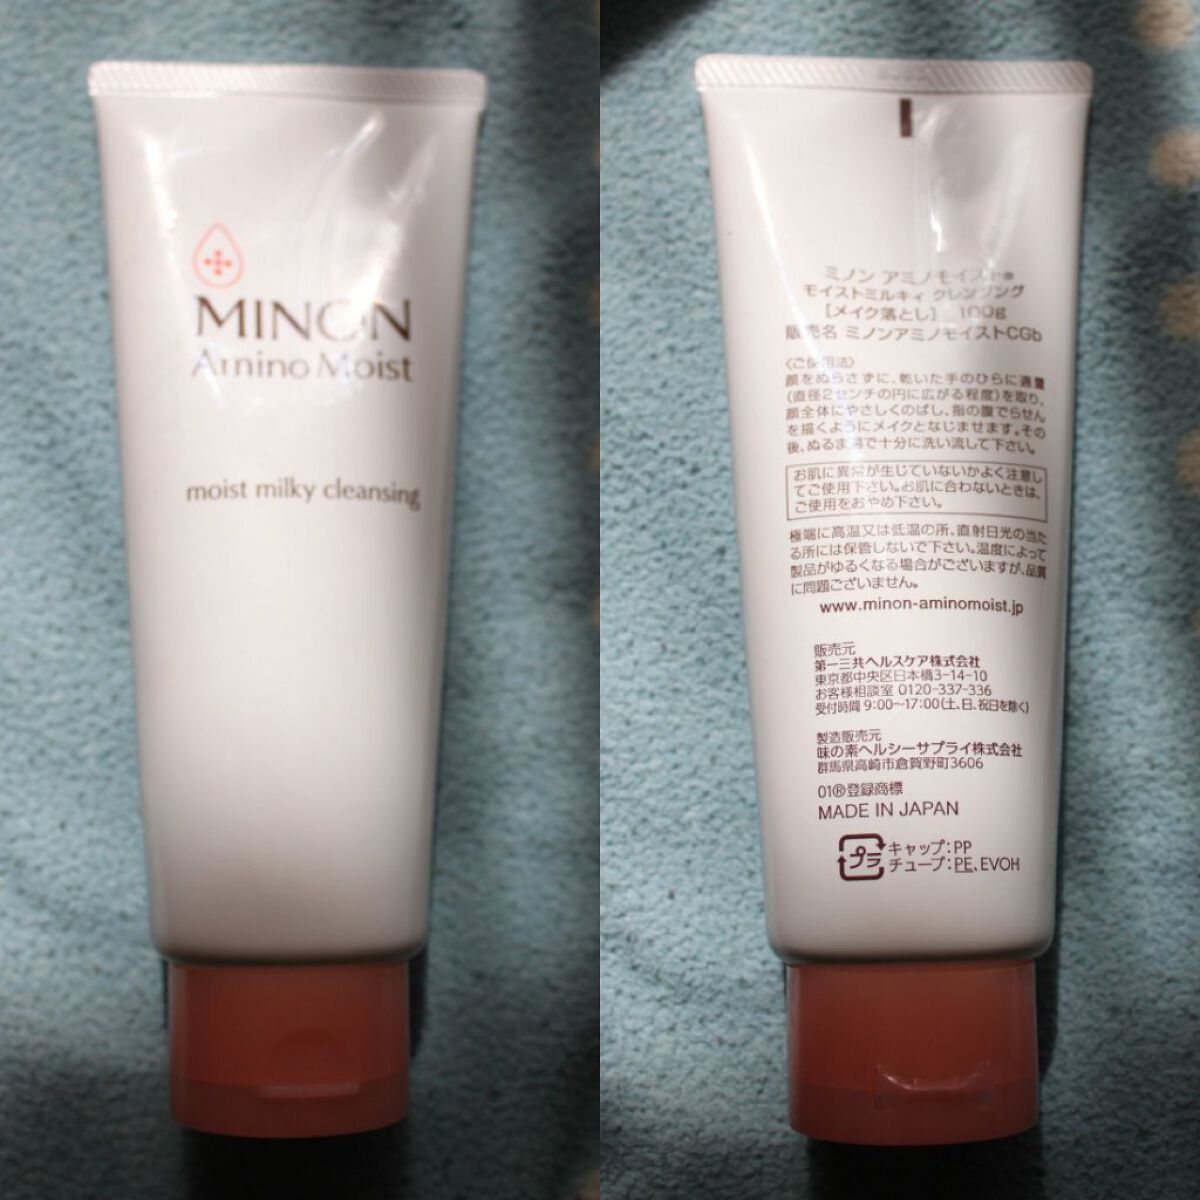 MINON
Amino Moist
moist milky cleansing
ミノン アミノモイスト®
モイストミルキィ クレンジング
[メイク落とし] 100g
販売名 ミノンアミノモイストCGb
〈ご使用法〉
顔をぬらさずに、乾いた手のひらに適量
(直径2センチの円に広がる程度)を取り、
顔全体にやさしくのばし、指の腹でらせん
を描くようにメイクとなじませます。その
後、ぬるま湯で十分に洗い流して下さい。
お肌に異常が生じていないかよく注意し
てご使用下さい。お肌に合わないときは、
ご使用をおやめ下さい。
極端に高温又は低温の所、直射日光の当た
る所には保管しないで下さい。温度によって
製品がゆるくなる場合がございますが、品質
に問題ございません。
www.minon-aminomoist.jp
販売元
第一三共ヘルスケア株式会社
東京都中央区日本橋3-14-10
お客様相談室 0120-337-336
受付時間 9:00〜17:00(土、日、祝日を除く)
製造販売元
味の素ヘルシーサプライ株式会社
群馬県高崎市倉賀野町3606
01®登録商標
MADE IN JAPAN
プラ
キャップ:PP
チューブ:PE、EVOH